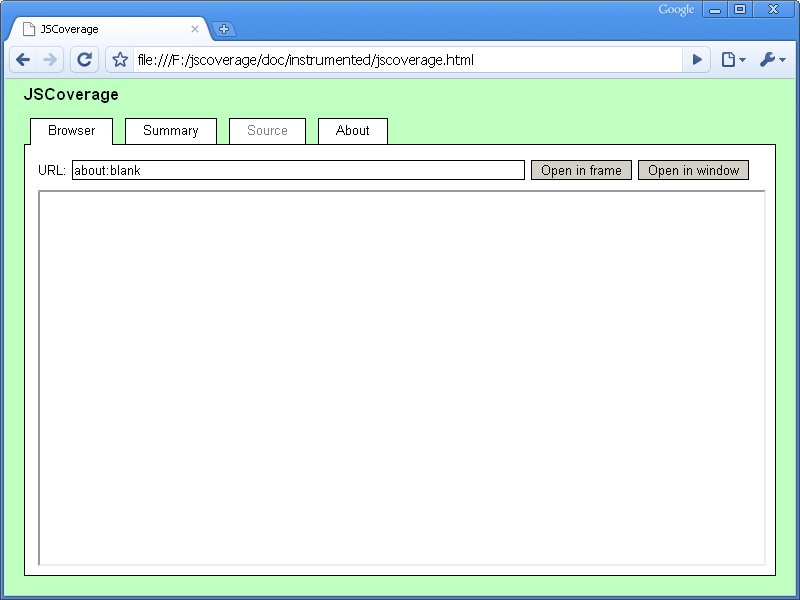 Google
JSCoverage
file:///F:/jscoverage/doc/instrumented/jscoverage.html
JSCoverage
Browser Summary Source About
URL: about:blank Open in frame Open in window